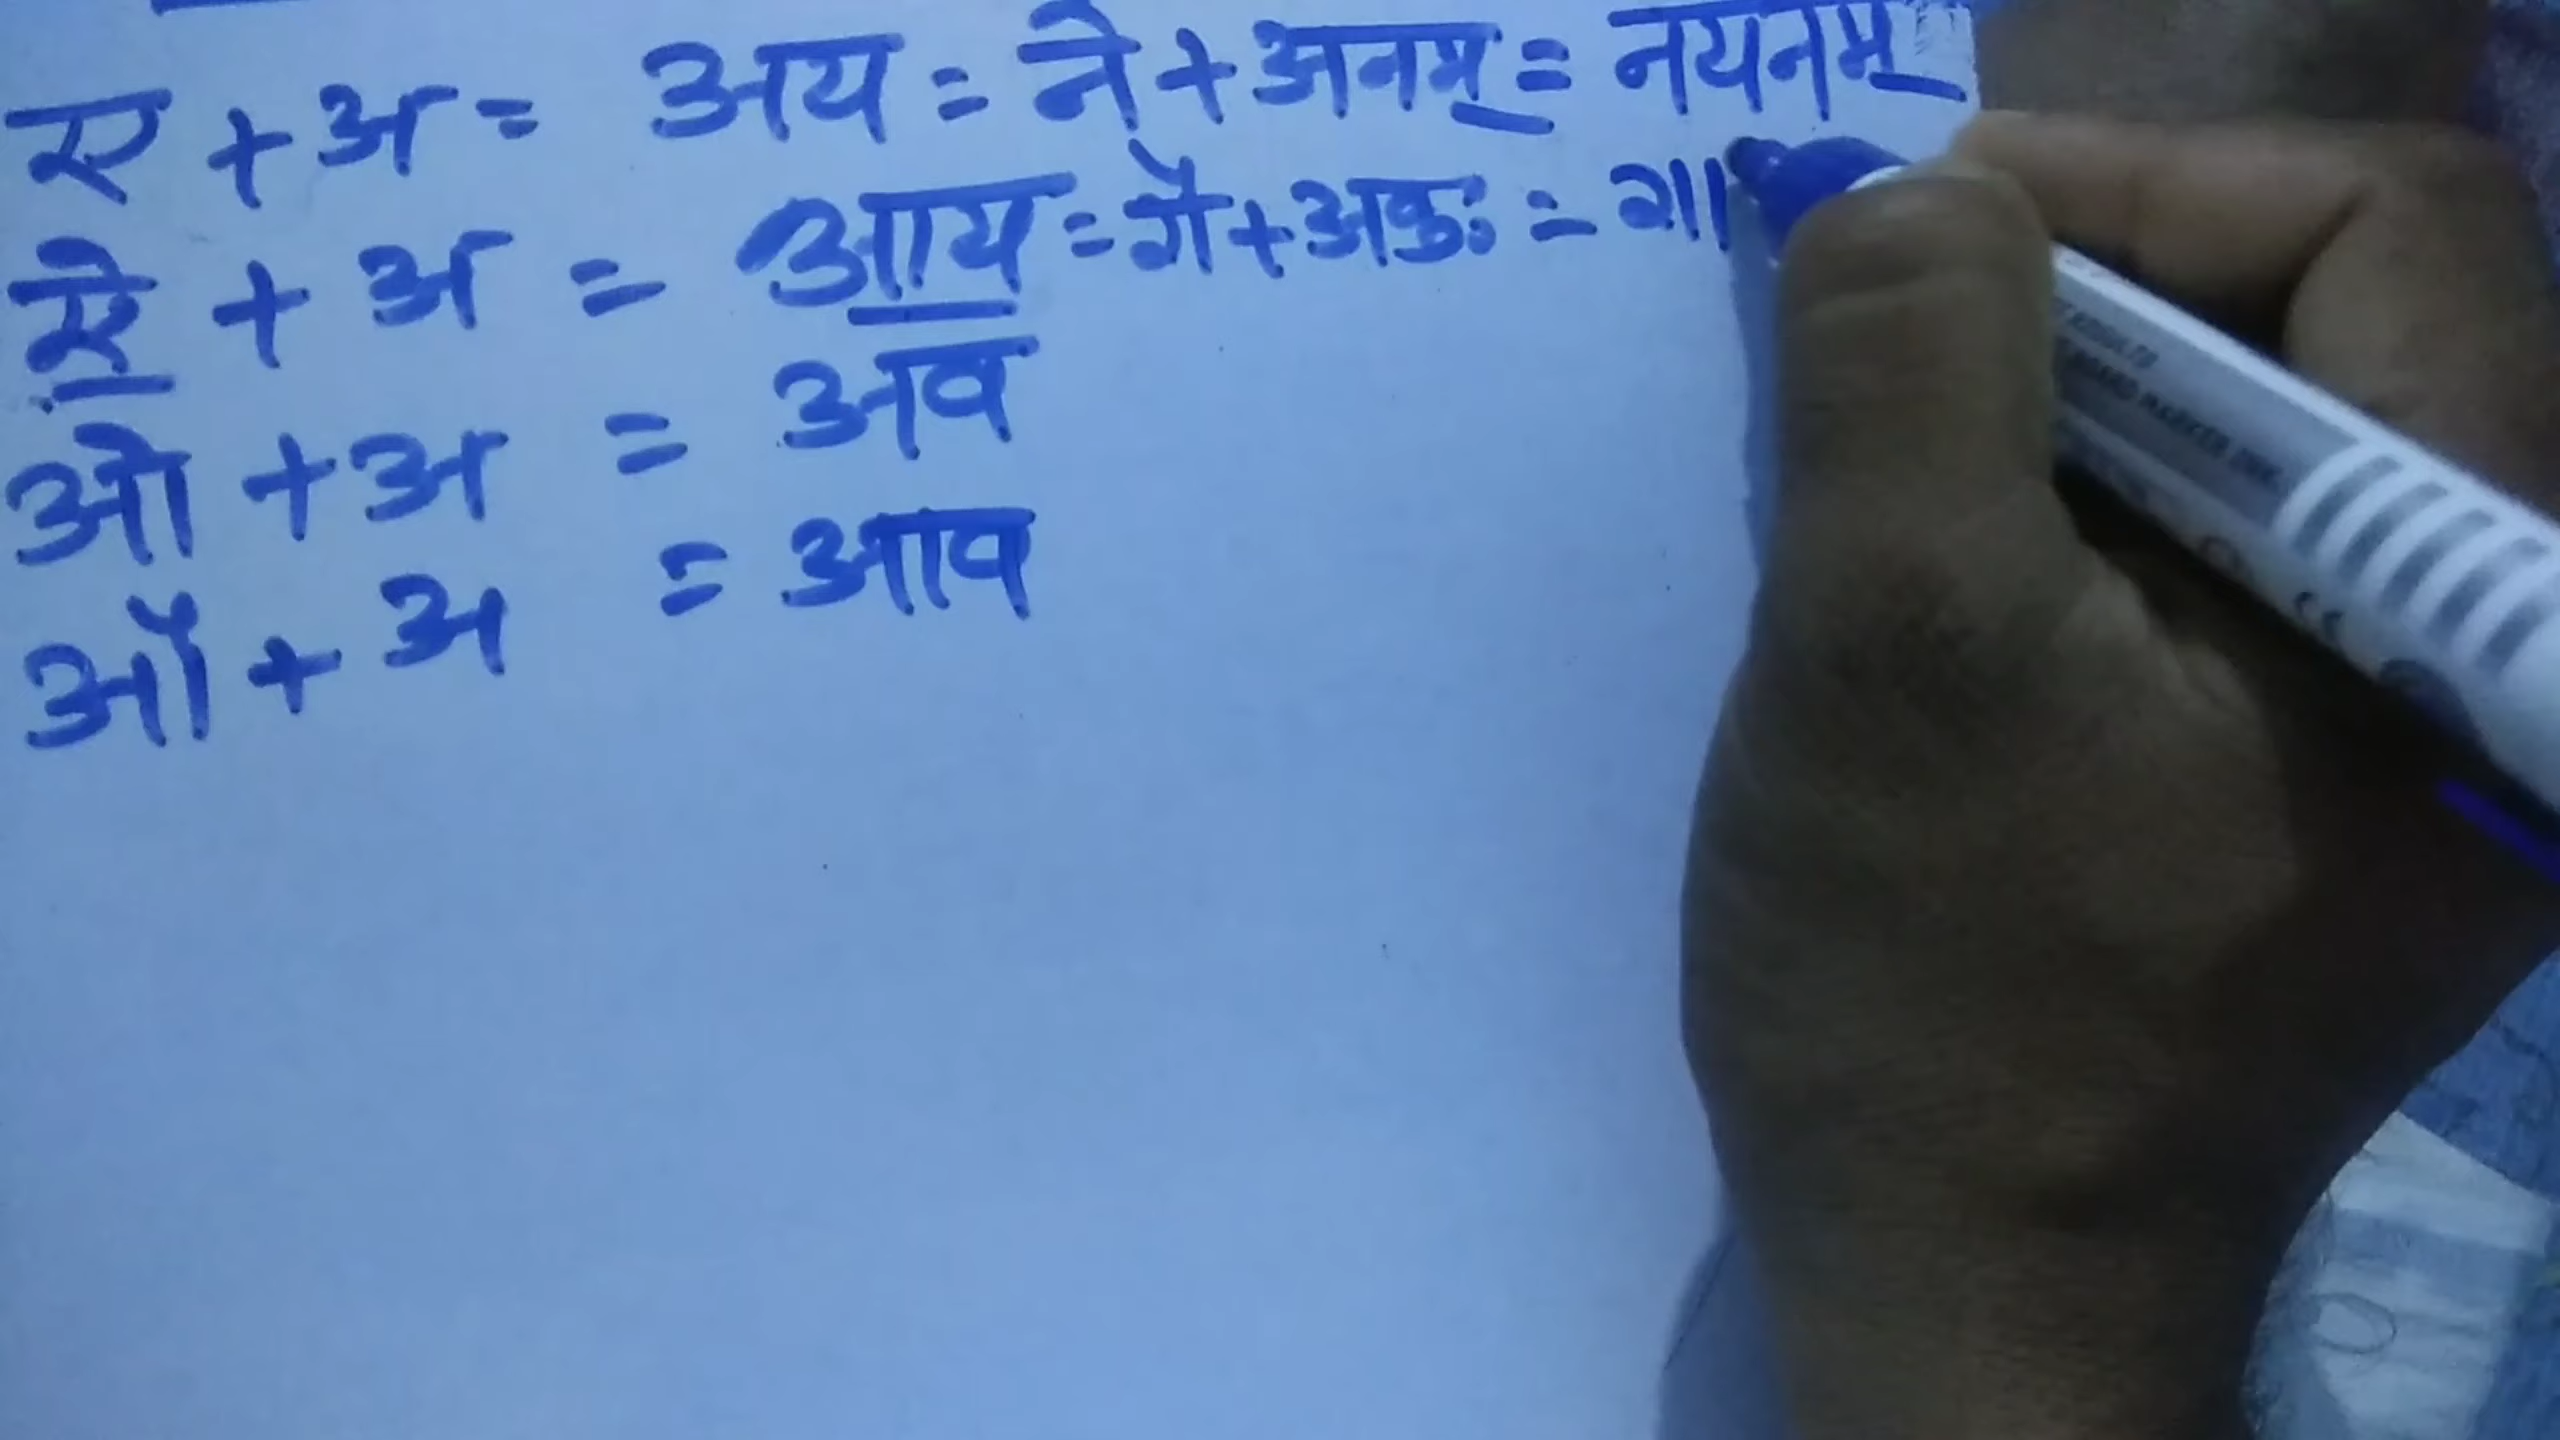 ए + अ = अय = ने + अनम् = नयनम्
ऐ + अ = आय = गै + अकः = गा
ओ + अ = अव
औ + अ = आव